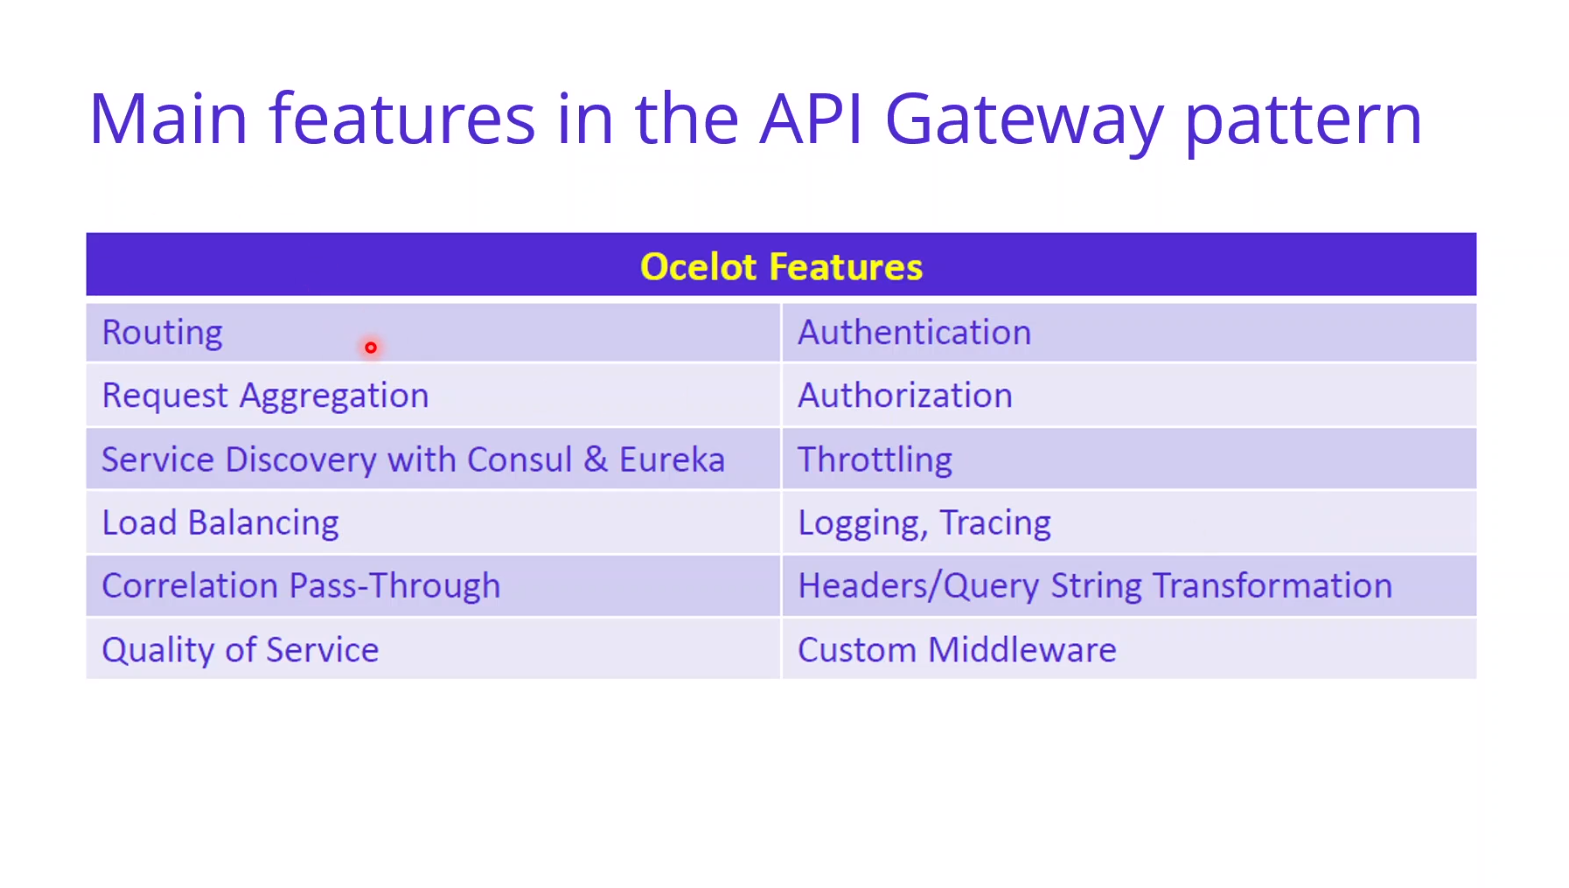 Main features in the API Gateway pattern
Ocelot Features
Routing
Authentication
Request Aggregation
Authorization
Service Discovery with Consul & Eureka
Throttling
Load Balancing
Logging, Tracing
Correlation Pass-Through
Headers/Query String Transformation
Quality of Service
Custom Middleware